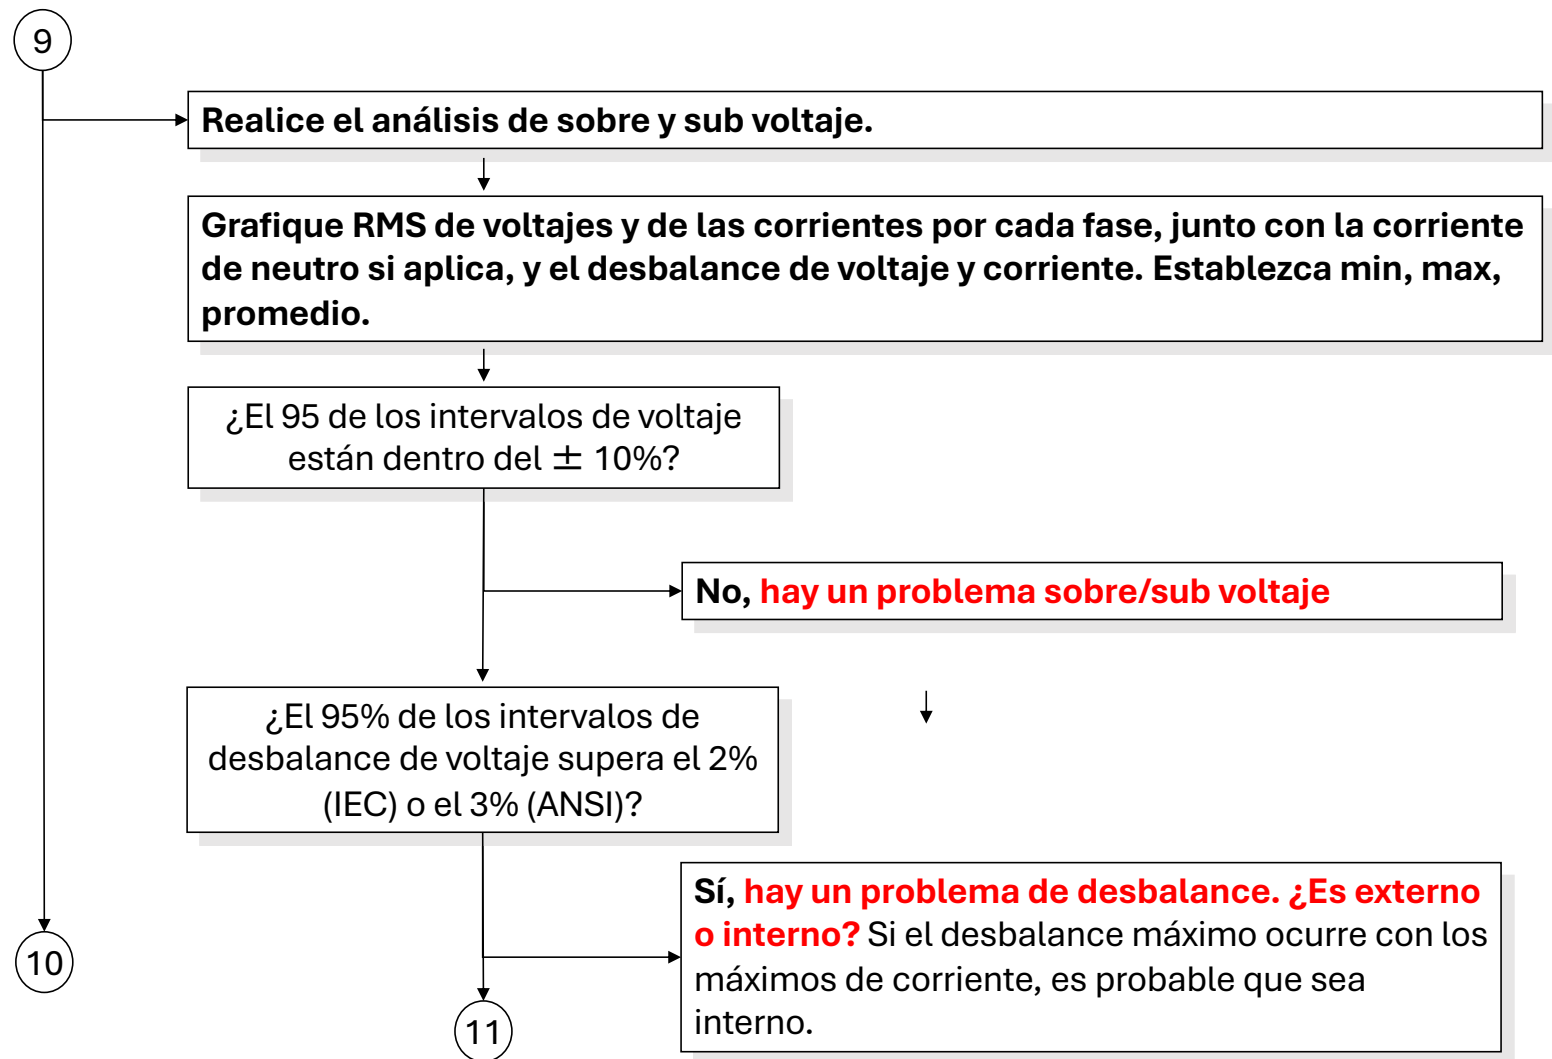 9
Realice el análisis de sobre y sub voltaje.
Grafique RMS de voltajes y de las corrientes por cada fase, junto con la corriente
de neutro si aplica, y el desbalance de voltaje y corriente. Establezca min, max,
promedio.
¿El 95 de los intervalos de voltaje
están dentro del ± 10%?
No, hay un problema sobre/sub voltaje
¿El 95% de los intervalos de
desbalance de voltaje supera el 2%
(IEC) o el 3% (ANSI)?
Sí, hay un problema de desbalance. ¿Es externo
o interno? Si el desbalance máximo ocurre con los
máximos de corriente, es probable que sea
interno.
10
11